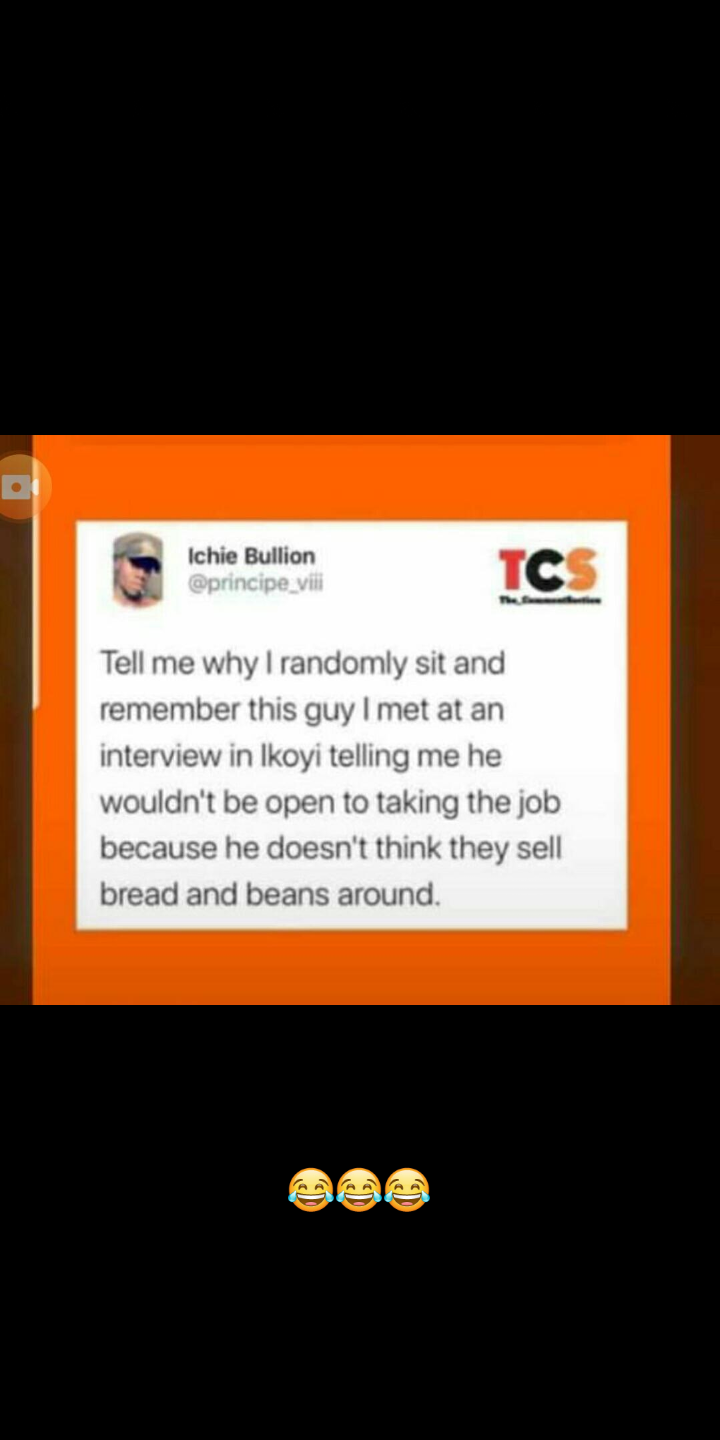 Ichie Bullion
@principe_viii
TCS
The_CommentSection
Tell me why I randomly sit and
remember this guy I met at an
interview in Ikoyi telling me he
wouldn't be open to taking the job
because he doesn't think they sell
bread and beans around.
😂😂😂